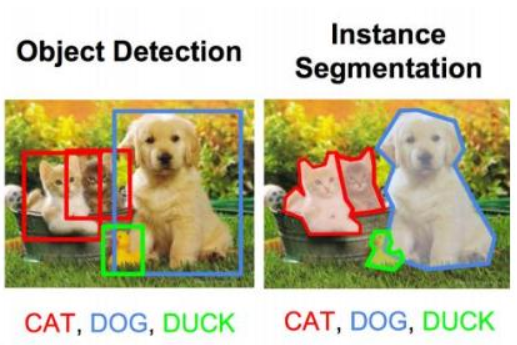 Object Detection
Instance
Segmentation
CAT, DOG, DUCK
CAT, DOG, DUCK